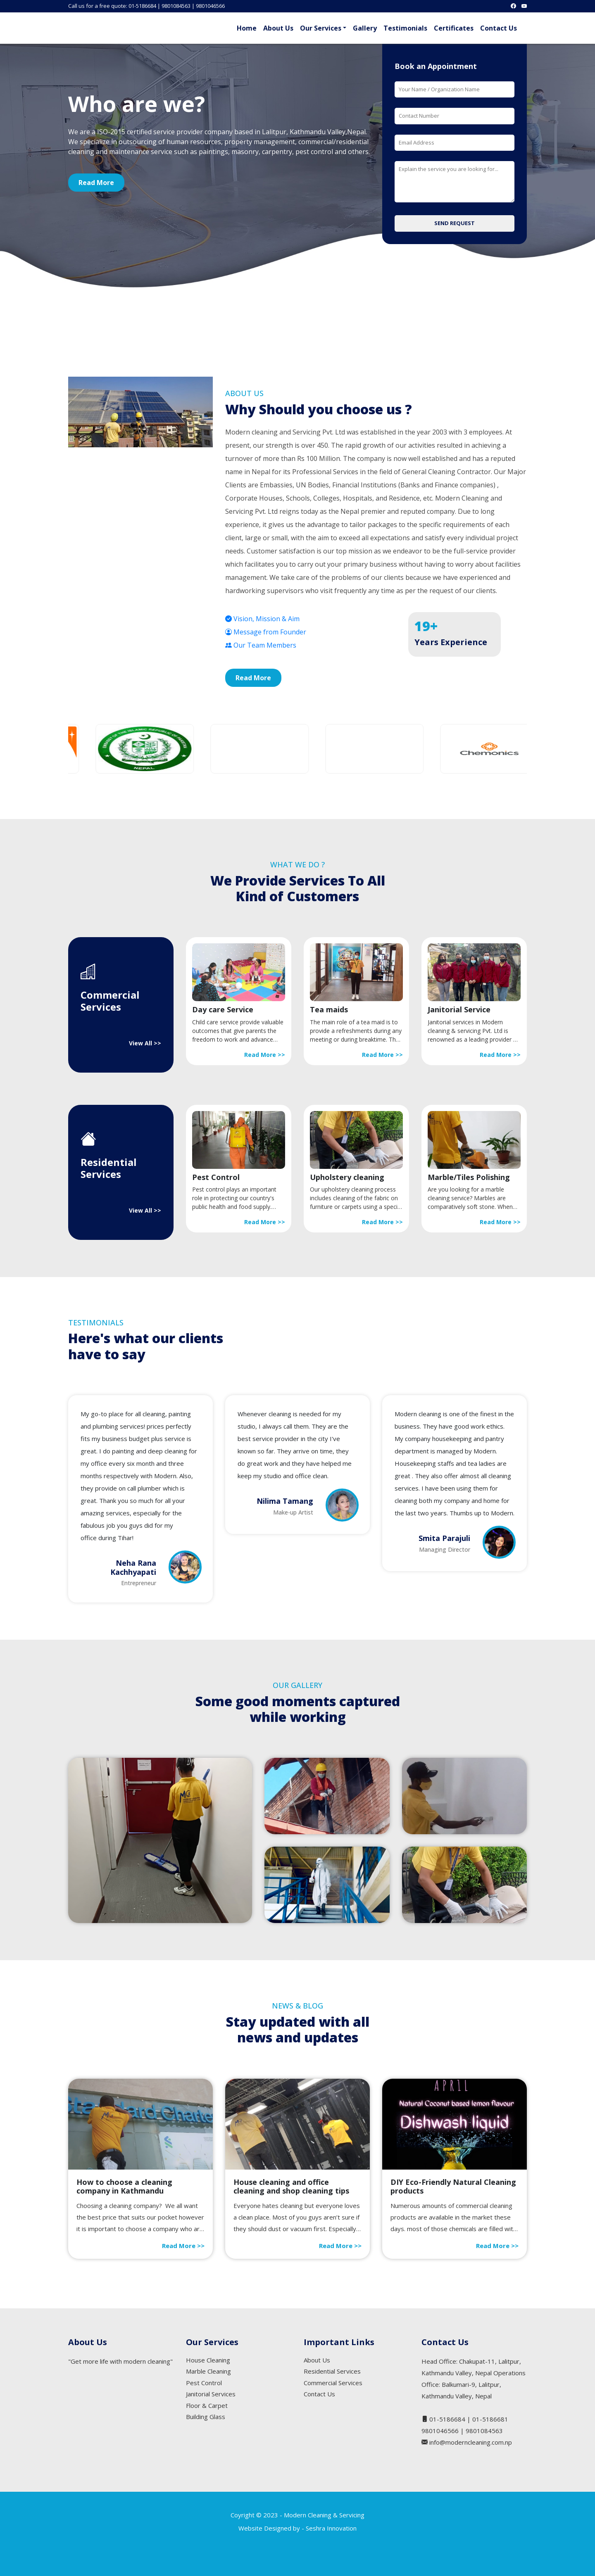 Call us for a free quote: 01-5186684 | 9801084563 | 9801046566
Home
About Us
Our Services
Gallery
Testimonials
Certificates
Contact Us
Who are we?
We are a ISO-2015 certified service provider company based in Lalitpur, Kathmandu Valley,Nepal.
We specialize in outsourcing of human resources, property management, commercial/residential
cleaning and maintenance service such as paintings, masonry, carpentry, pest control and others.
Read More
Book an Appointment
Your Name / Organization Name
Contact Number
Email Address
Explain the service you are looking for...
SEND REQUEST
ABOUT US
Why Should you choose us ?
Modern cleaning and Servicing Pvt. Ltd was established in the year 2003 with 3 employees. At
present, our strength is over 450. The rapid growth of our activities resulted in achieving a
turnover of more than Rs 100 Million. The company is now well established and has a reputed
name in Nepal for its Professional Services in the field of General Cleaning Contractor. Our Major
Clients are Embassies, UN Bodies, Financial Institutions (Banks and Finance companies) ,
Corporate Houses, Schools, Colleges, Hospitals, and Residence, etc. Modern Cleaning and
Servicing Pvt. Ltd reigns today as the Nepal premier and reputed company. Due to long
experience, it gives us the advantage to tailor packages to the specific requirements of each
client, large or small, with the aim to exceed all expectations and satisfy every individual project
needs. Customer satisfaction is our top mission as we endeavor to be the full-service provider
which facilitates you to carry out your primary business without having to worry about facilities
management. We take care of the problems of our clients because we have experienced and
hardworking supervisors who visit frequently any time as per the request of our clients.
Vision, Mission & Aim
Message from Founder
Our Team Members
19+
Years Experience
Read More
NEPAL
Chemonics
WHAT WE DO ?
We Provide Services To All
Kind of Customers
Commercial
Services
View All >>
Day care Service
Child care service provide valuable
outcomes that give parents the
freedom to work and advance...
Read More >>
Tea maids
The main role of a tea maid is to
provide a refreshments during any
meeting or during breaktime. Th...
Read More >>
Janitorial Service
Janitorial services in Modern
cleaning & servicing Pvt. Ltd is
renowned as a leading provider ...
Read More >>
Residential
Services
View All >>
Pest Control
Pest control plays an important
role in protecting our country's
public health and food supply....
Read More >>
Upholstery cleaning
Our upholstery cleaning process
includes cleaning of the fabric on
furniture or carpets using a speci...
Read More >>
Marble/Tiles Polishing
Are you looking for a marble
cleaning service? Marbles are
comparatively soft stone. When...
Read More >>
TESTIMONIALS
Here's what our clients
have to say
My go-to place for all cleaning, painting
and plumbing services! prices perfectly
fits my business budget plus service is
great. I do painting and deep cleaning for
my office every six month and three
months respectively with Modern. Also,
they provide on call plumber which is
great. Thank you so much for all your
amazing services, especially for the
fabulous job you guys did for my
office during Tihar!
Neha Rana
Kachhyapati
Entrepreneur
Whenever cleaning is needed for my
studio, I always call them. They are the
best service provider in the city I've
known so far. They arrive on time, they
do great work and they have helped me
keep my studio and office clean.
Nilima Tamang
Make-up Artist
Modern cleaning is one of the finest in the
business. They have good work ethics.
My company housekeeping and pantry
department is managed by Modern.
Housekeeping staffs and tea ladies are
great . They also offer almost all cleaning
services. I have been using them for
cleaning both my company and home for
the last two years. Thumbs up to Modern.
Smita Parajuli
Managing Director
OUR GALLERY
Some good moments captured
while working
NEWS & BLOG
Stay updated with all
news and updates
How to choose a cleaning
company in Kathmandu
Choosing a cleaning company?  We all want
the best price that suits our pocket however
it is important to choose a company who ar...
Read More >>
House cleaning and office
cleaning and shop cleaning tips
Everyone hates cleaning but everyone loves
a clean place. Most of you guys aren't sure if
they should dust or vacuum first. Especially...
Read More >>
APRIL
Natural Coconut based lemon flavour
Dishwash liquid
DIY Eco-Friendly Natural Cleaning
products
Numerous amounts of commercial cleaning
products are available in the market these
days. most of those chemicals are filled wit...
Read More >>
About Us
"Get more life with modern cleaning"
Our Services
House Cleaning
Marble Cleaning
Pest Control
Janitorial Services
Floor & Carpet
Building Glass
Important Links
About Us
Residential Services
Commercial Services
Contact Us
Contact Us
Head Office: Chakupat-11, Lalitpur,
Kathmandu Valley, Nepal Operations
Office: Balkumari-9, Lalitpur,
Kathmandu Valley, Nepal
01-5186684 | 01-5186681
9801046566 | 9801084563
info@moderncleaning.com.np
Coyright © 2023 - Modern Cleaning & Servicing
Website Designed by - Seshra Innovation